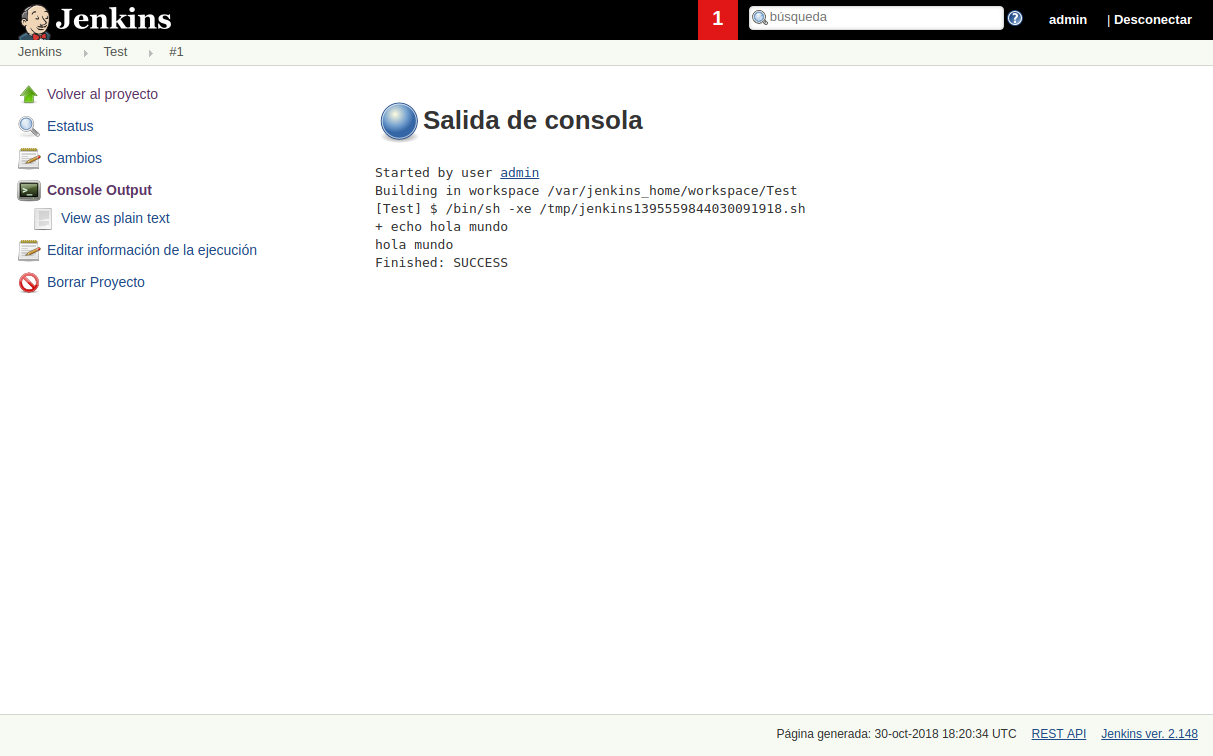 Jenkins
1
búsqueda
admin
| Desconectar
Jenkins Test #1
Volver al proyecto
Estatus
Cambios
Console Output
View as plain text
Editar información de la ejecución
Borrar Proyecto
Salida de consola
Started by user admin
Building in workspace /var/jenkins_home/workspace/Test
[Test] $ /bin/sh -xe /tmp/jenkins1395559844030091918.sh
+ echo hola mundo
hola mundo
Finished: SUCCESS
Página generada: 30-oct-2018 18:20:34 UTC REST API Jenkins ver. 2.148